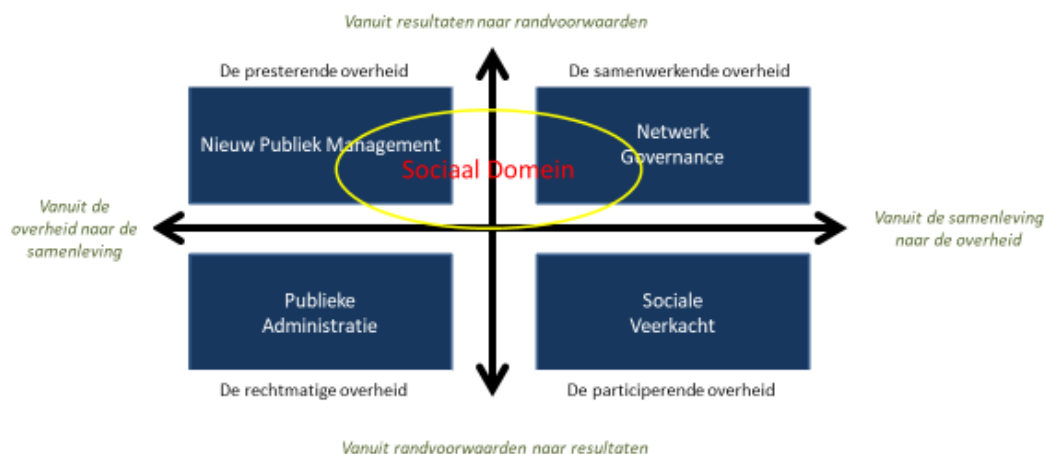 Vanuit resultaten naar randvoorwaarden
De presterende overheid
De samenwerkende overheid
Nieuw Publiek Management
Netwerk
Governance
Sociaal Domein
Vanuit de
overheid naar de
samenleving
Vanuit de samenleving
naar de overheid
Publieke
Administratie
Sociale
Veerkacht
De rechtmatige overheid
De participerende overheid
Vanuit randvoorwaarden naar resultaten